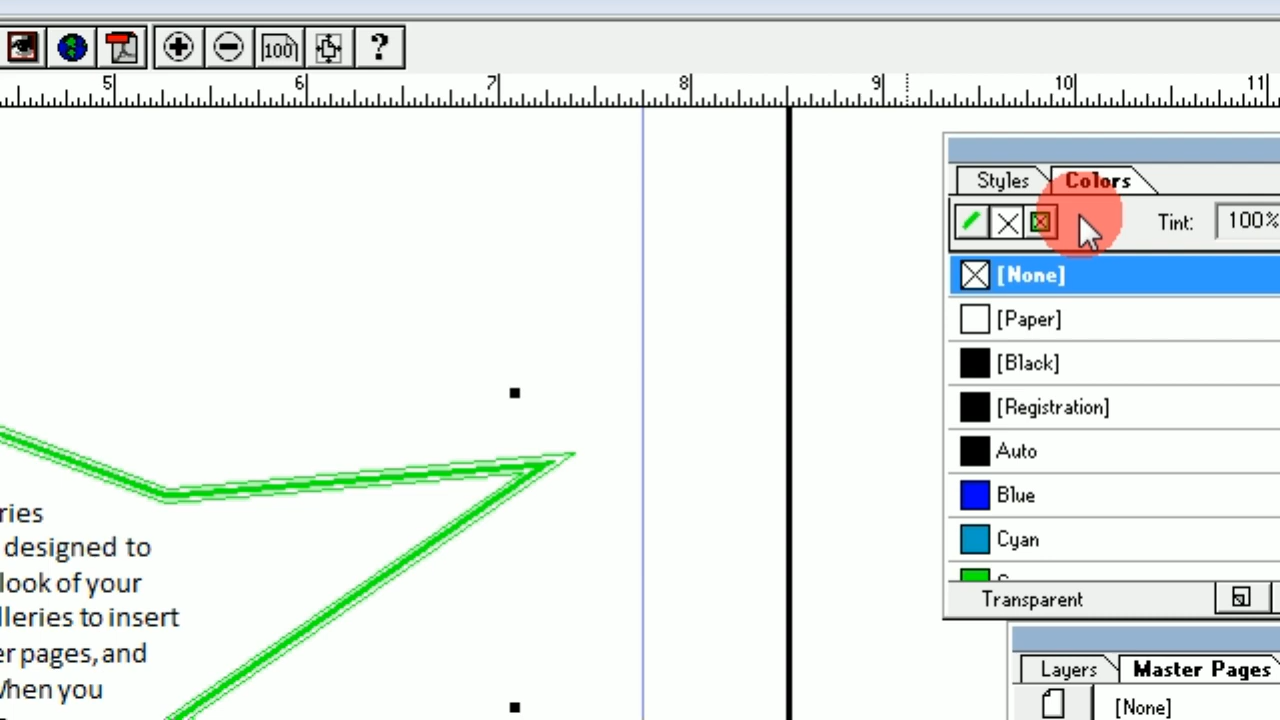 100 ?
5 6 7 8 9 10 11
Styles Colors
Tint: 100%
[None]
[Paper]
[Black]
[Registration]
Auto
Blue
Cyan
Transparent
ries
designed to
look of your
lleries to insert
er pages, and
When you
Layers Master Pages
[None]